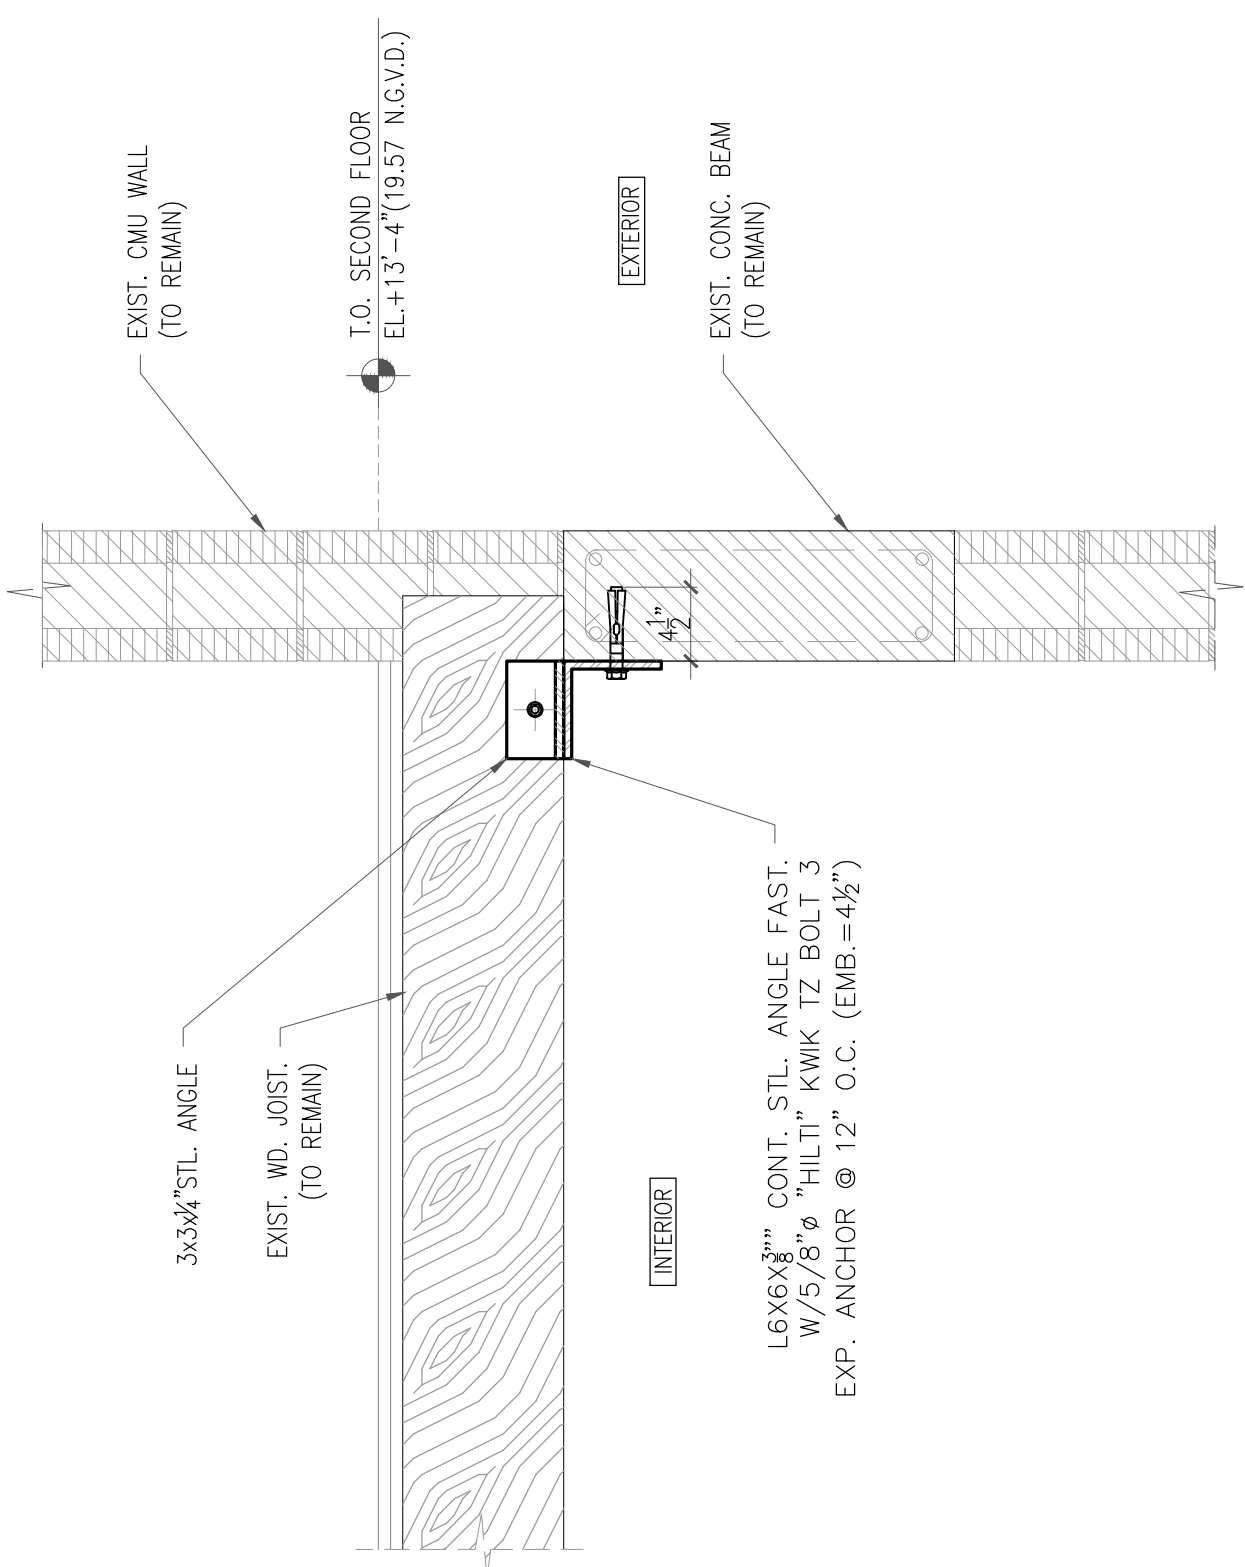 EXIST. CMU WALL
(TO REMAIN)
T.O. SECOND FLOOR
EL.+13'-4"(19.57 N.G.V.D.)
EXTERIOR
EXIST. CONC. BEAM
(TO REMAIN)
4½"
3x3x¼"STL. ANGLE
EXIST. WD. JOIST.
(TO REMAIN)
INTERIOR
L6X6X⅜"" CONT. STL. ANGLE FAST.
W/5/8"ø "HILTI" KWIK TZ BOLT 3
EXP. ANCHOR @ 12" O.C. (EMB.=4½")